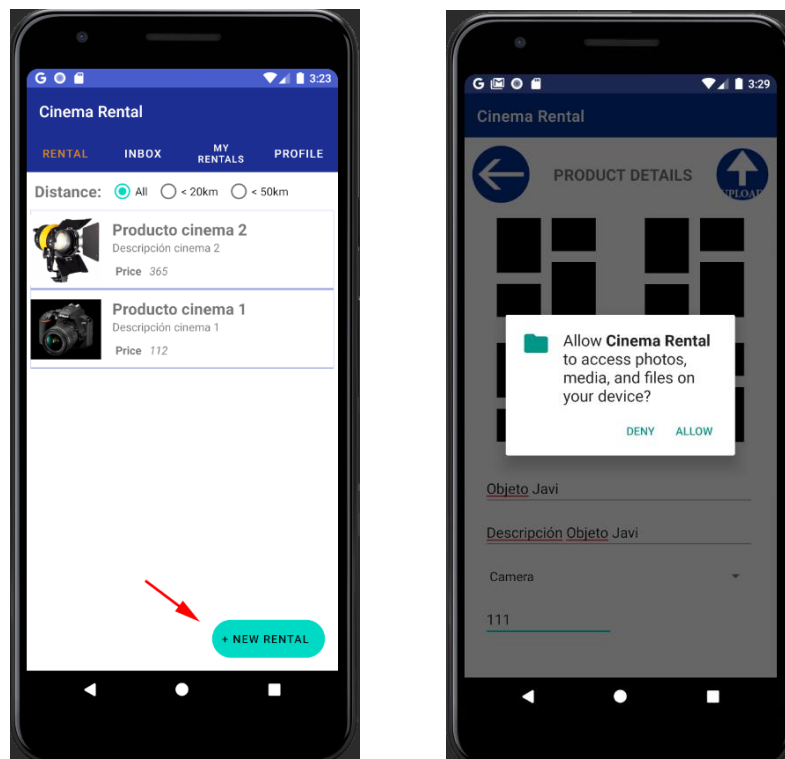 3:23
Cinema Rental
RENTAL INBOX MY RENTALS PROFILE
Distance: All < 20km < 50km
Producto cinema 2
Descripción cinema 2
Price 365
Producto cinema 1
Descripción cinema 1
Price 112
+ NEW RENTAL
G 3:29
Cinema Rental
PRODUCT DETAILS UPLOAD
Allow Cinema Rental
to access photos,
media, and files on
your device?
DENY ALLOW
Objeto Javi
Descripción Objeto Javi
Camera
111